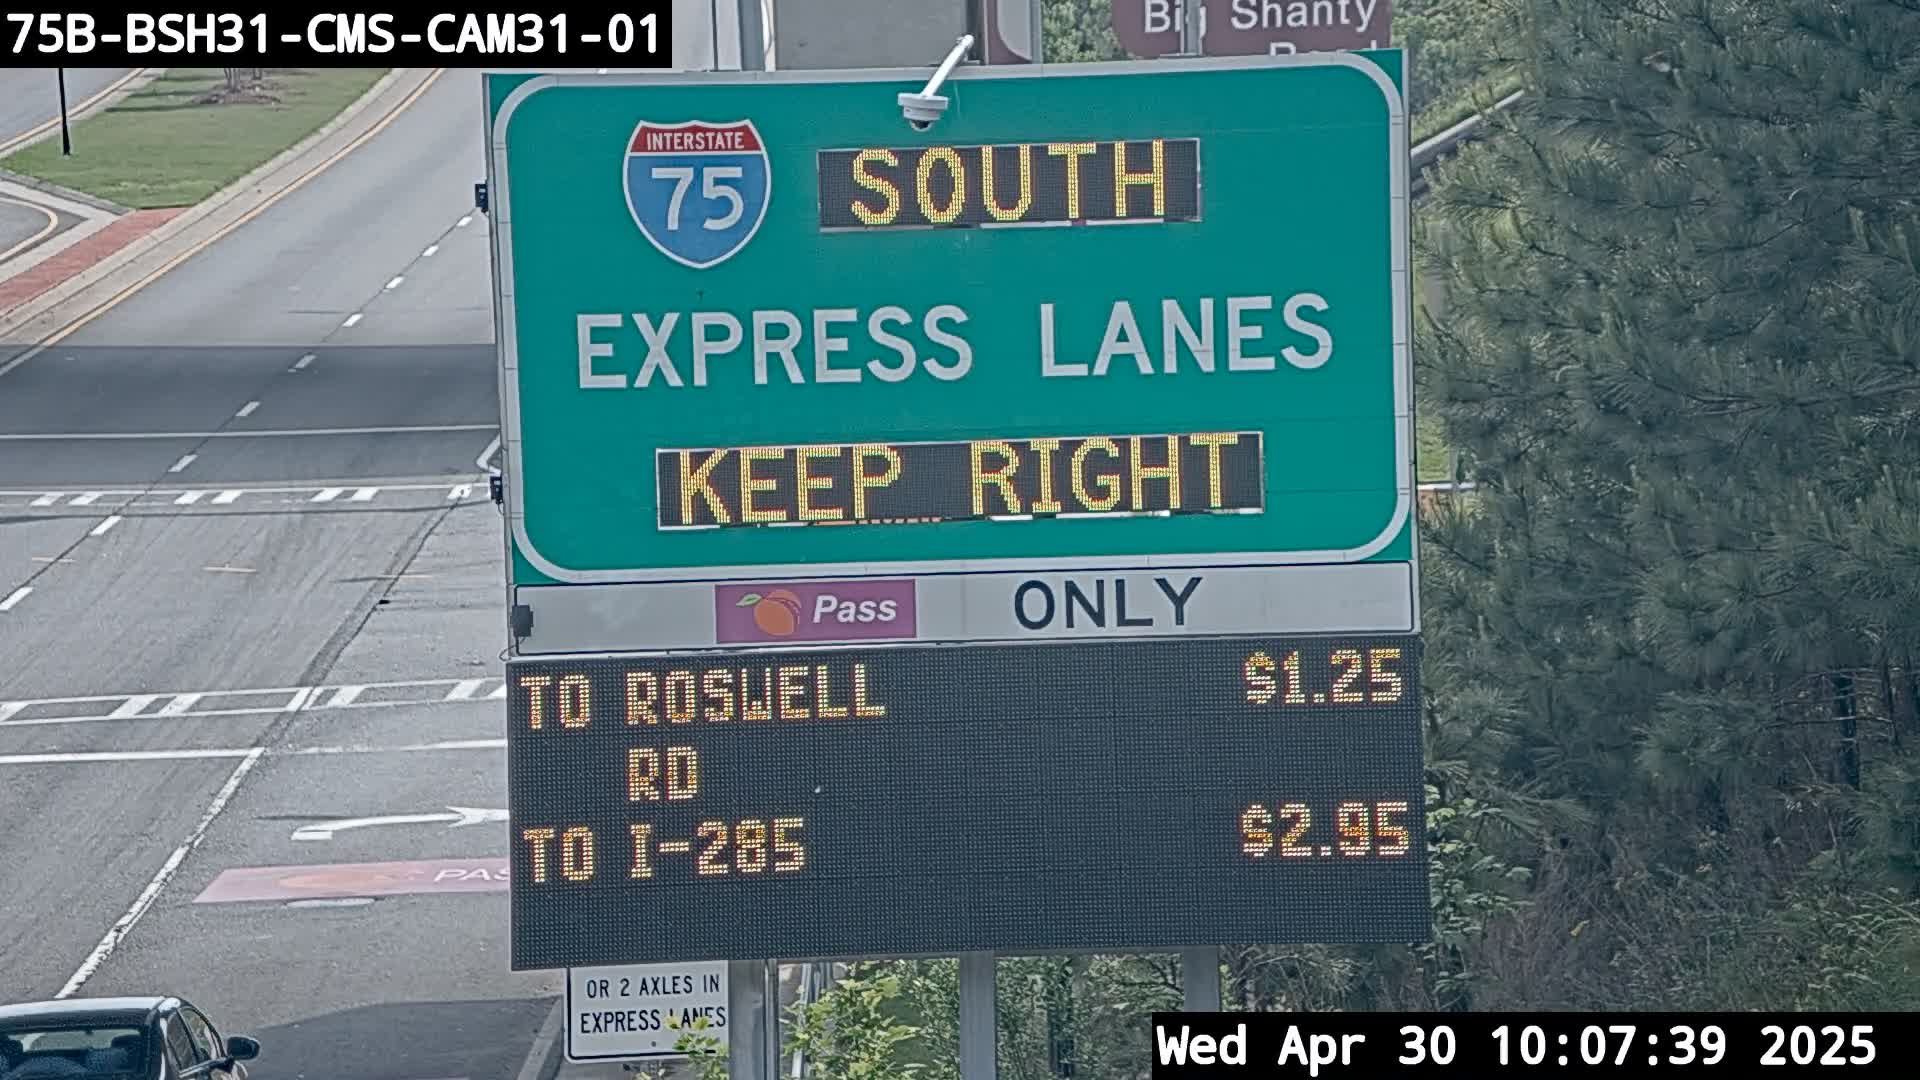 75B-BSH31-CMS-CAM31-01
Big Shanty
Road
INTERSTATE
75
SOUTH
EXPRESS LANES
KEEP RIGHT
Pass ONLY
TO ROSWELL $1.25
RD
TO I-285 $2.95
PAS
OR 2 AXLES IN
EXPRESS LANES
Wed Apr 30 10:07:39 2025